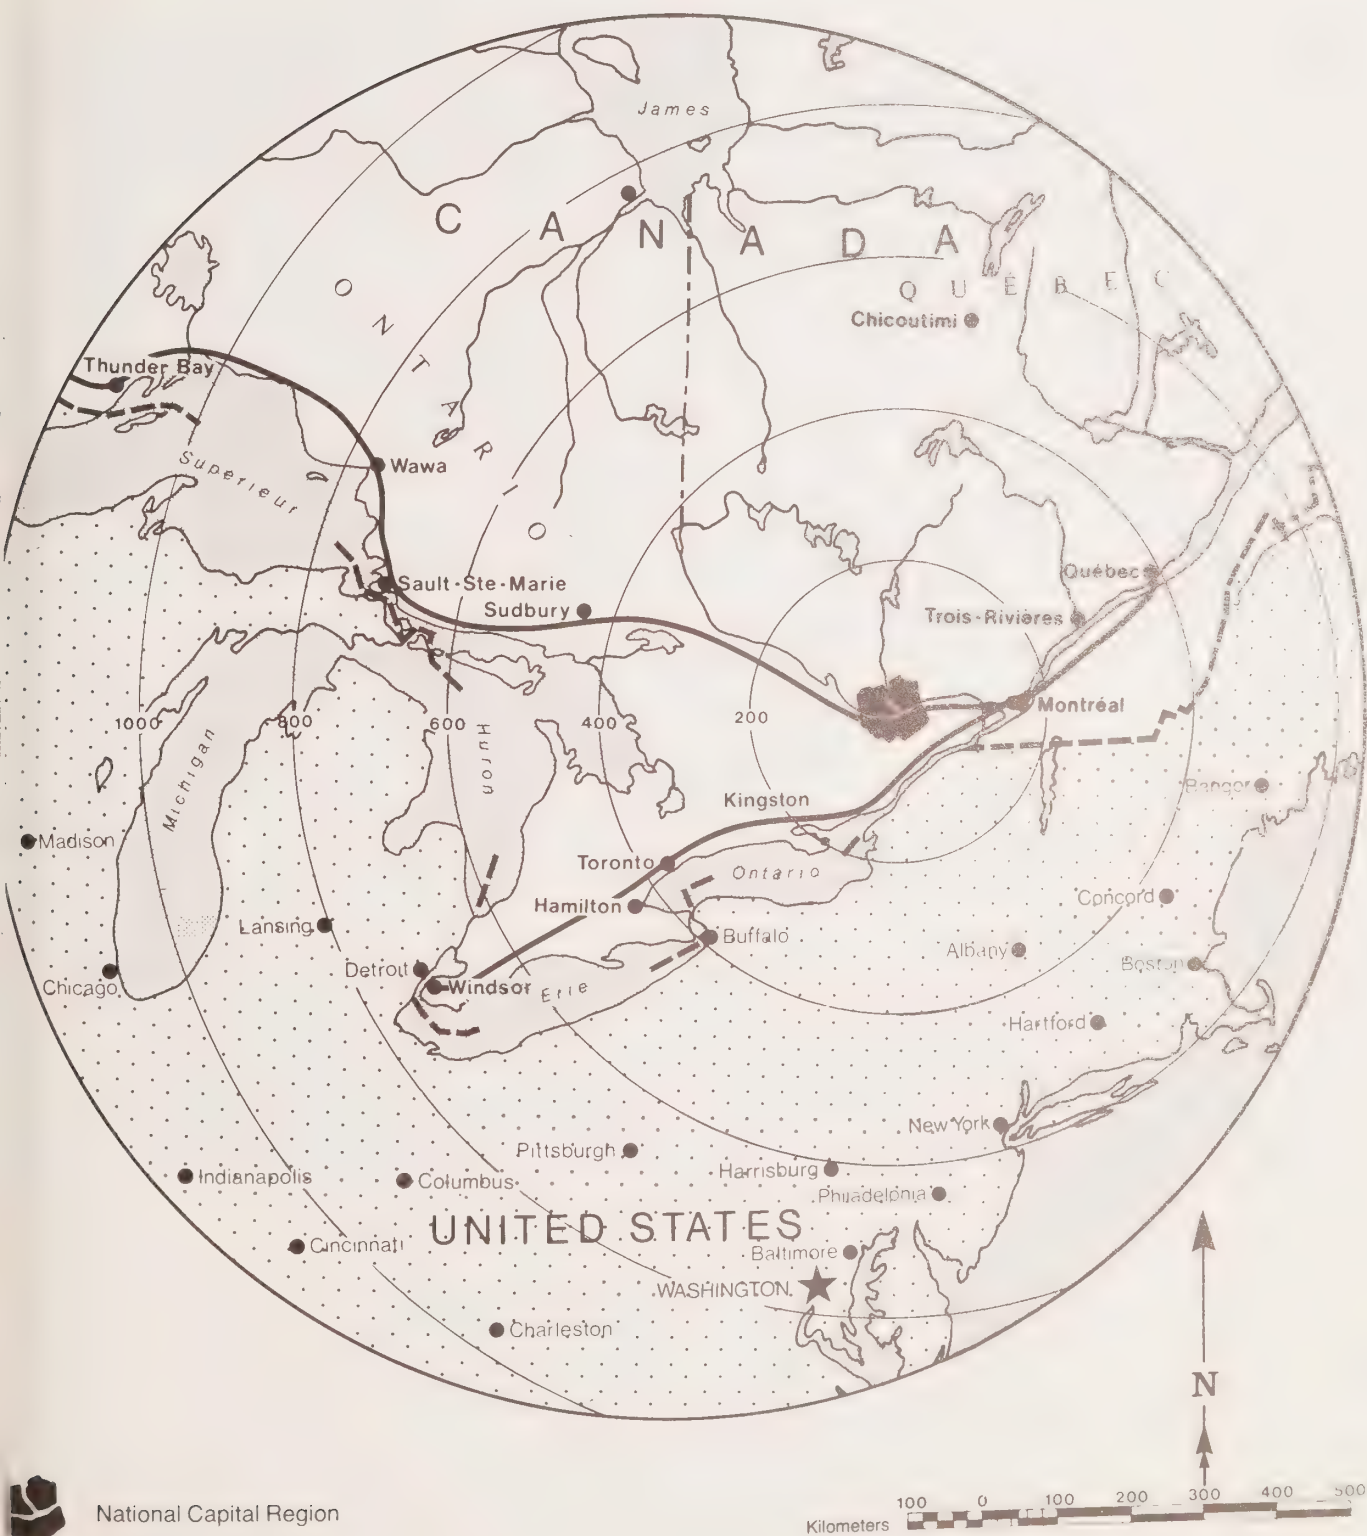 James
C A N A D A
O N T A R I O
Q U É B E C
Chicoutimi
Thunder Bay
Superieur
Wawa
Sault-Ste-Marie
Sudbury
Québec
Trois-Rivières
Montréal
1000
800
600
400
200
Huron
Michigan
Kingston
Bangor
Madison
Toronto
Ontario
Hamilton
Concord
Lansing
Buffalo
Albany
Boston
Detroit
Chicago
Windsor
Erie
Hartford
New York
Pittsburgh
Harrisburg
Indianapolis
Columbus
Philadelphia
UNITED STATES
Cincinnati
Baltimore
WASHINGTON
Charleston
N
National Capital Region
100 0 100 200 300 400 500
Kilometers